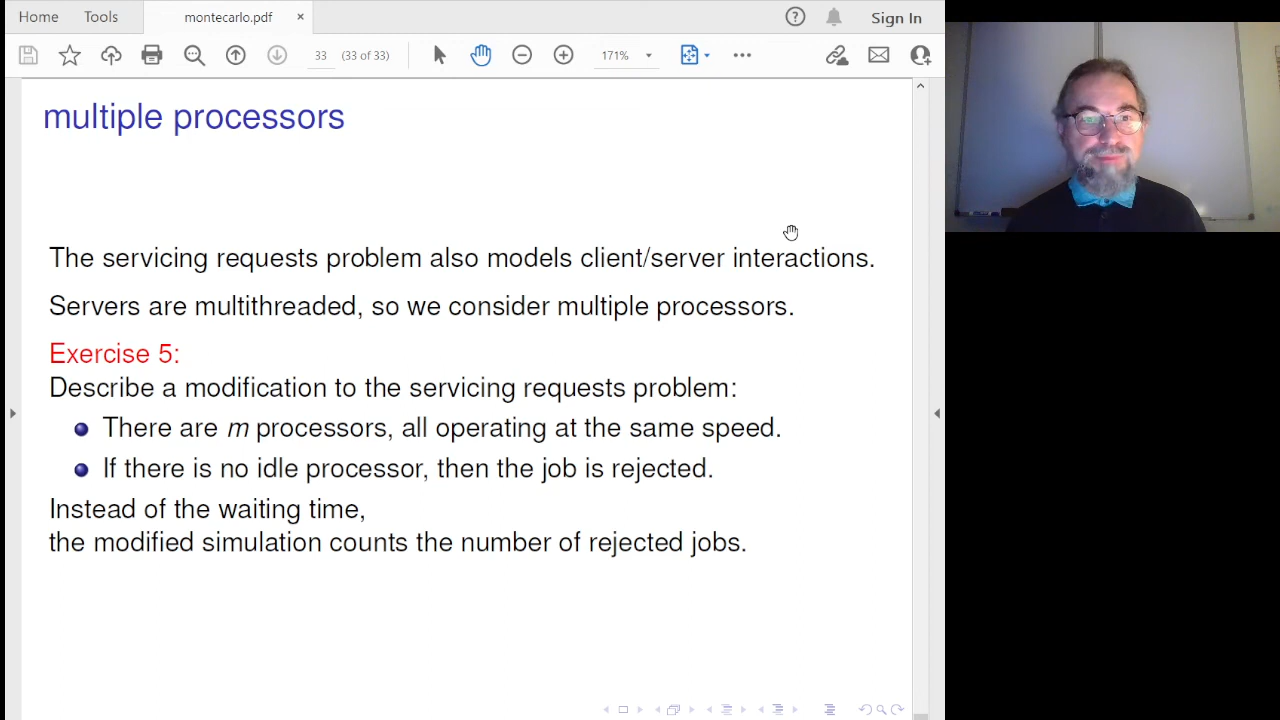 Home Tools montecarlo.pdf × Sign In
33 (33 of 33) 171%
multiple processors
The servicing requests problem also models client/server interactions.
Servers are multithreaded, so we consider multiple processors.
Exercise 5:
Describe a modification to the servicing requests problem:
There are m processors, all operating at the same speed.
If there is no idle processor, then the job is rejected.
Instead of the waiting time,
the modified simulation counts the number of rejected jobs.